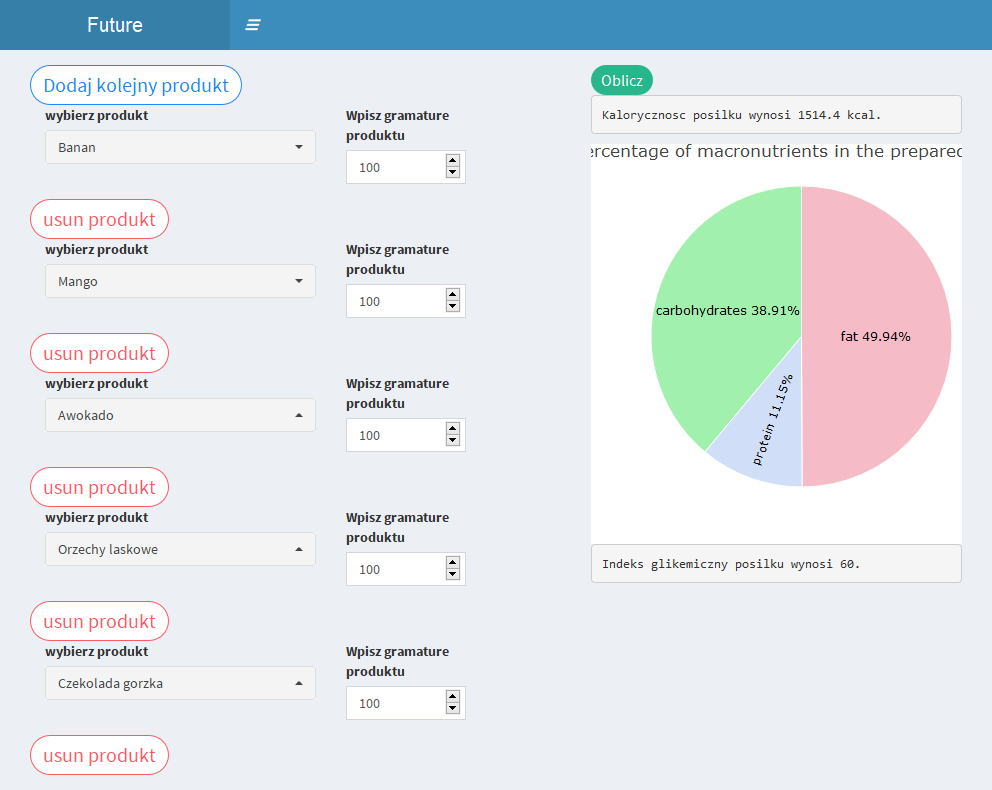 Future
Dodaj kolejny produkt
wybierz produkt
Banan
Wpisz gramature
produktu
100
usun produkt
wybierz produkt
Mango
Wpisz gramature
produktu
100
usun produkt
wybierz produkt
Awokado
Wpisz gramature
produktu
100
usun produkt
wybierz produkt
Orzechy laskowe
Wpisz gramature
produktu
100
usun produkt
wybierz produkt
Czekolada gorzka
Wpisz gramature
produktu
100
usun produkt
Oblicz
Kalorycznosc posilku wynosi 1514.4 kcal.
ercentage of macronutrients in the prepared
carbohydrates 38.91%
fat 49.94%
protein 11.15%
Indeks glikemiczny posilku wynosi 60.